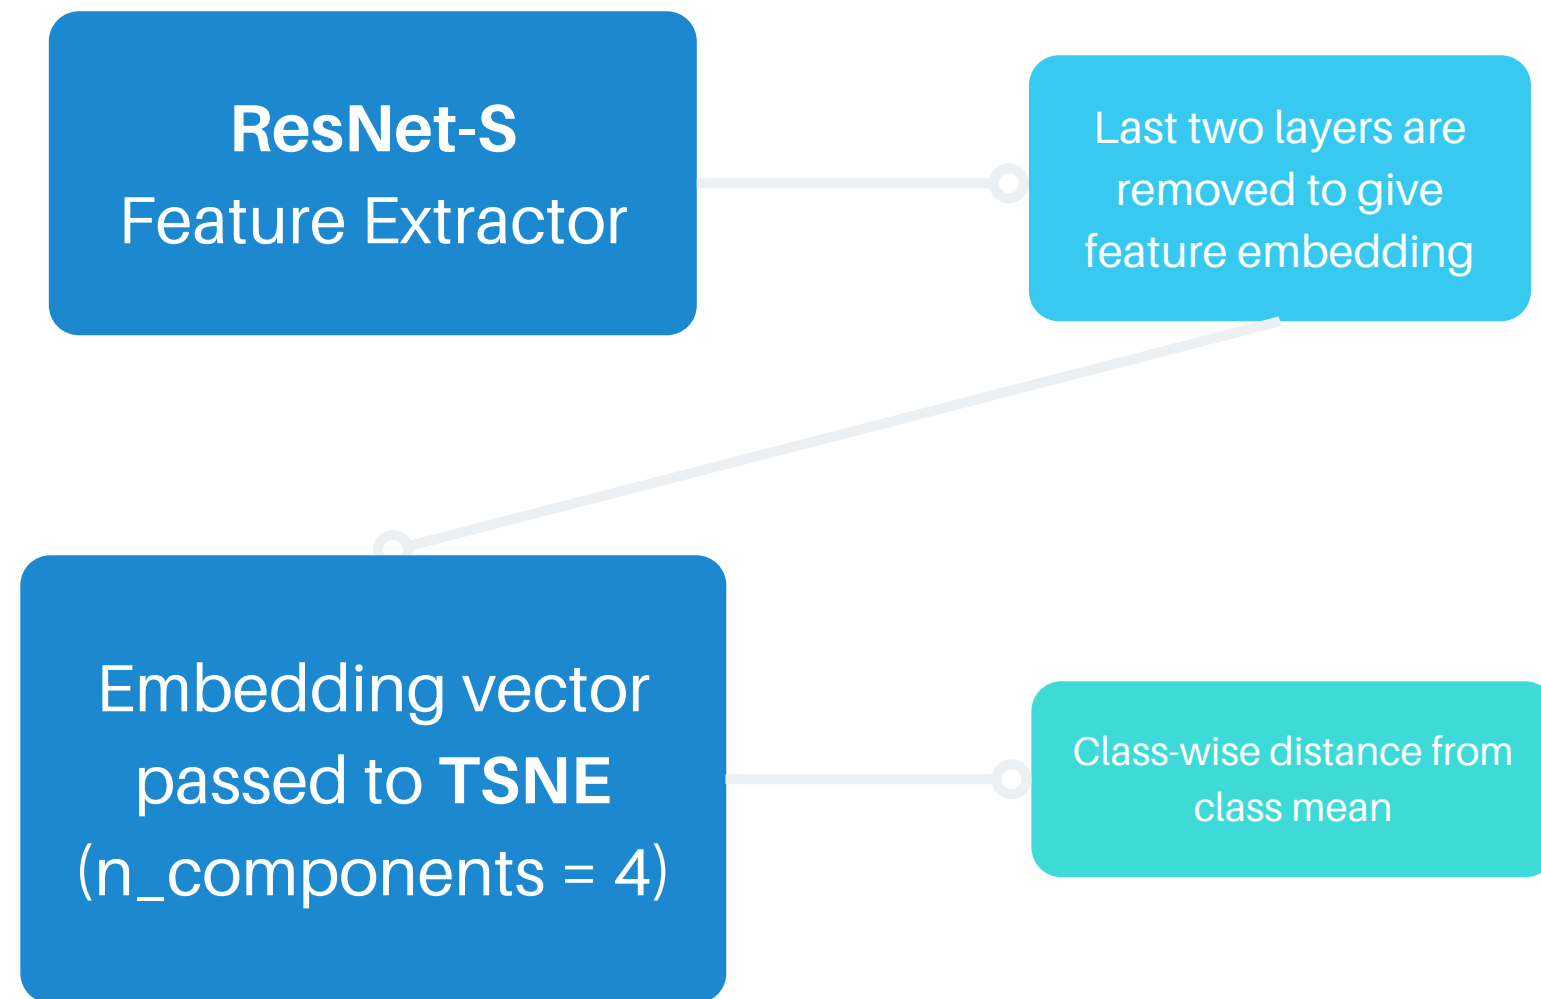 ResNet-S
Feature Extractor
Last two layers are
removed to give
feature embedding
Embedding vector
passed to TSNE
(n_components = 4)
Class-wise distance from
class mean